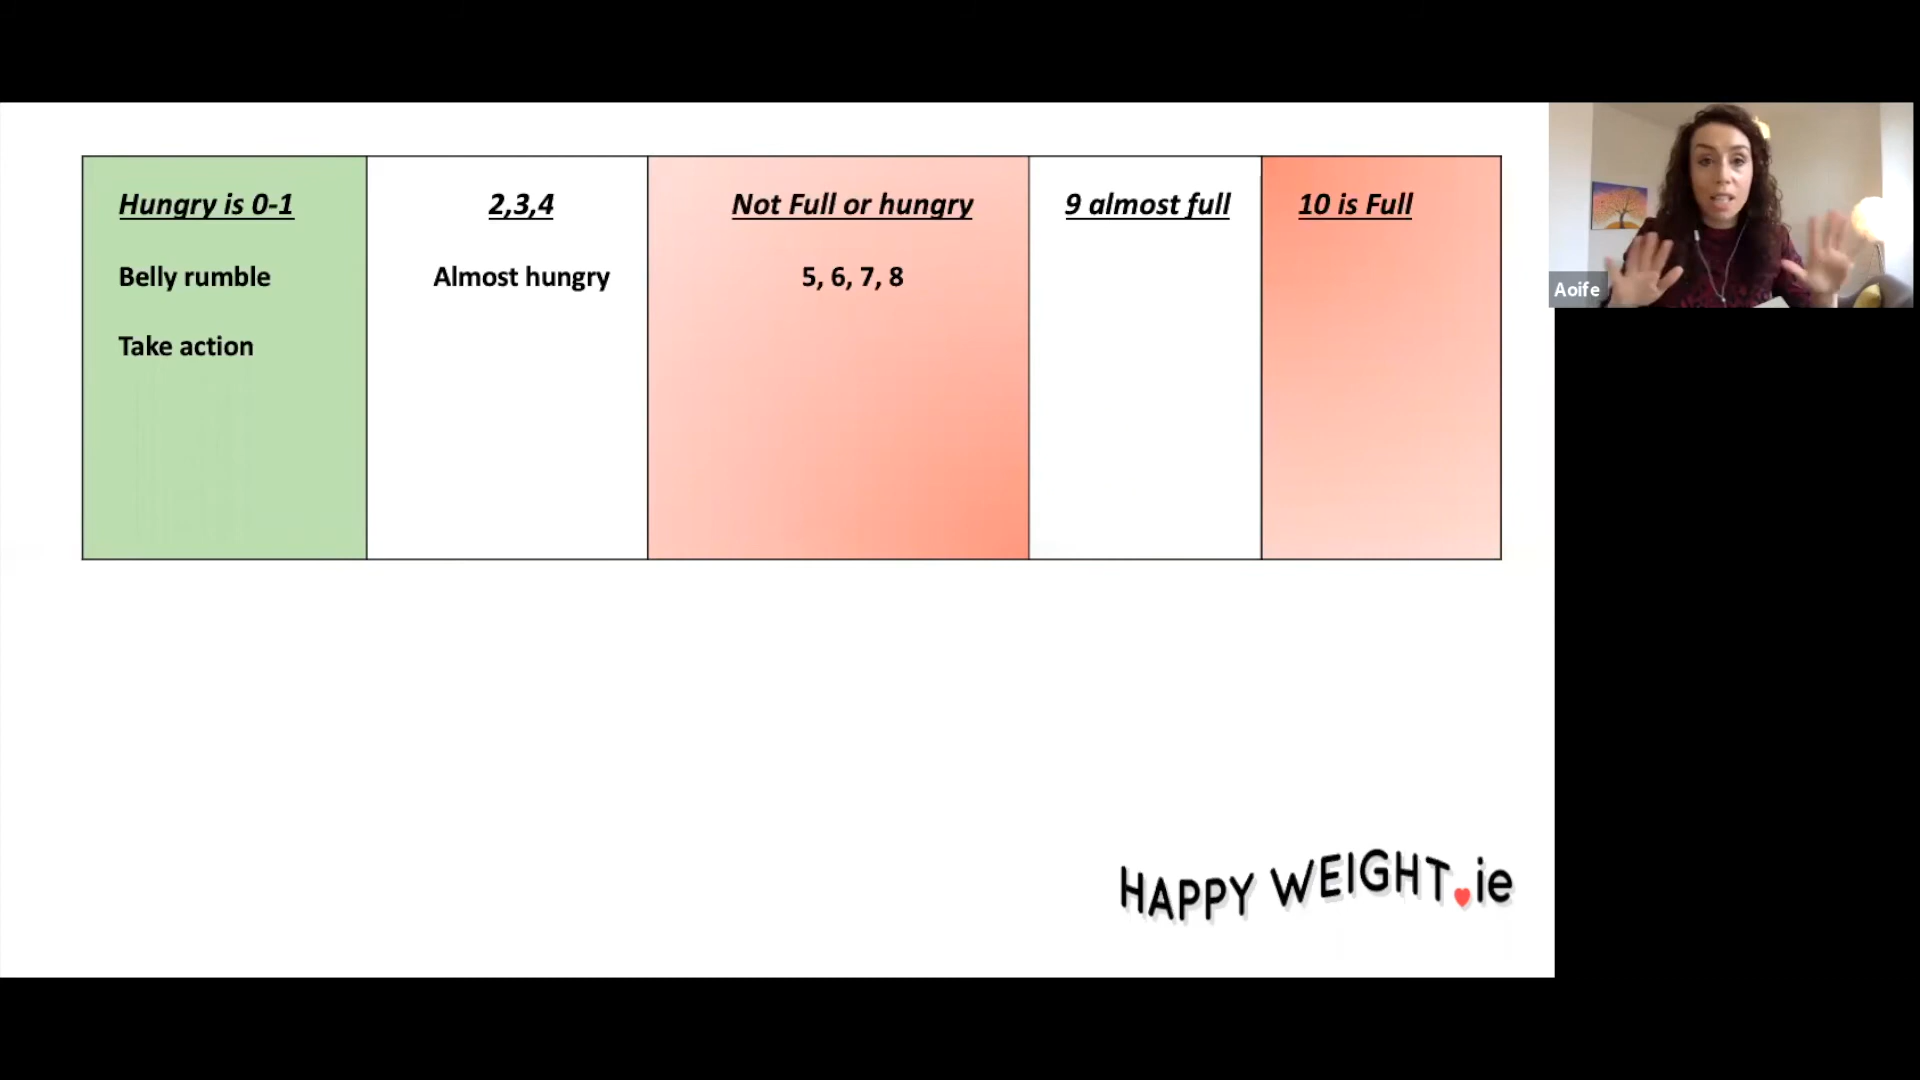 Hungry is 0-1
Belly rumble
Take action
2,3,4
Almost hungry
Not Full or hungry
5, 6, 7, 8
9 almost full
10 is Full
Aoife
HAPPY WEIGHT.ie